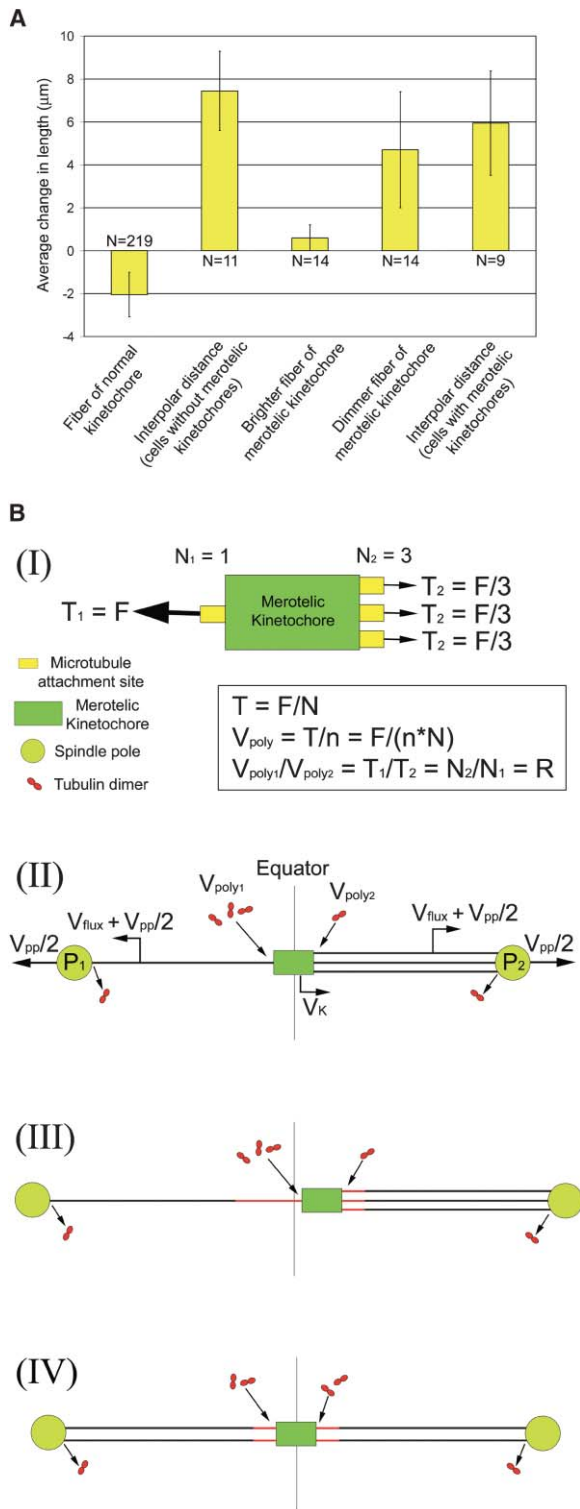 A
Average change in length (μm)
10
8
6
4
2
0
-2
-4
N=219
N=11
N=14
N=14
N=9
Fiber of normal
kinetochore
Interpolar distance
(cells without merotelic
kinetochores)
Brighter fiber of
merotelic kinetochore
Dimmer fiber of
merotelic kinetochore
Interpolar distance
(cells with merotelic
kinetochores)
B
(I)
N1 = 1
N2 = 3
T1 = F
Merotelic
Kinetochore
T2 = F/3
T2 = F/3
T2 = F/3
Microtubule
attachment site
Merotelic
Kinetochore
Spindle pole
Tubulin dimer
T = F/N
Vpoly = T/n = F/(n*N)
Vpoly1/Vpoly2 = T1/T2 = N2/N1 = R
(II)
Equator
Vpoly1
Vpoly2
Vflux + Vpp/2
Vflux + Vpp/2
Vpp/2
P1
P2
Vpp/2
VK
(III)
(IV)